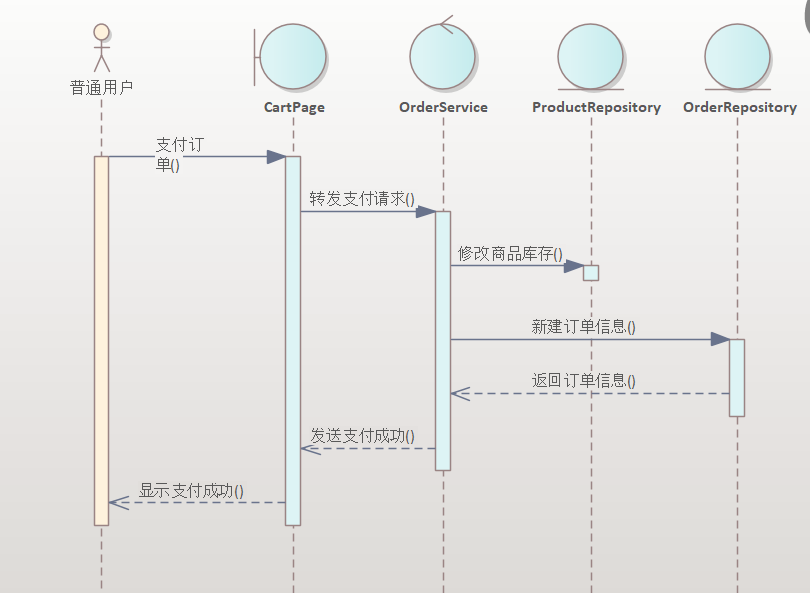 普通用户
CartPage
OrderService
ProductRepository
OrderRepository
支付订
单()
转发支付请求()
修改商品库存()
新建订单信息()
返回订单信息()
发送支付成功()
显示支付成功()